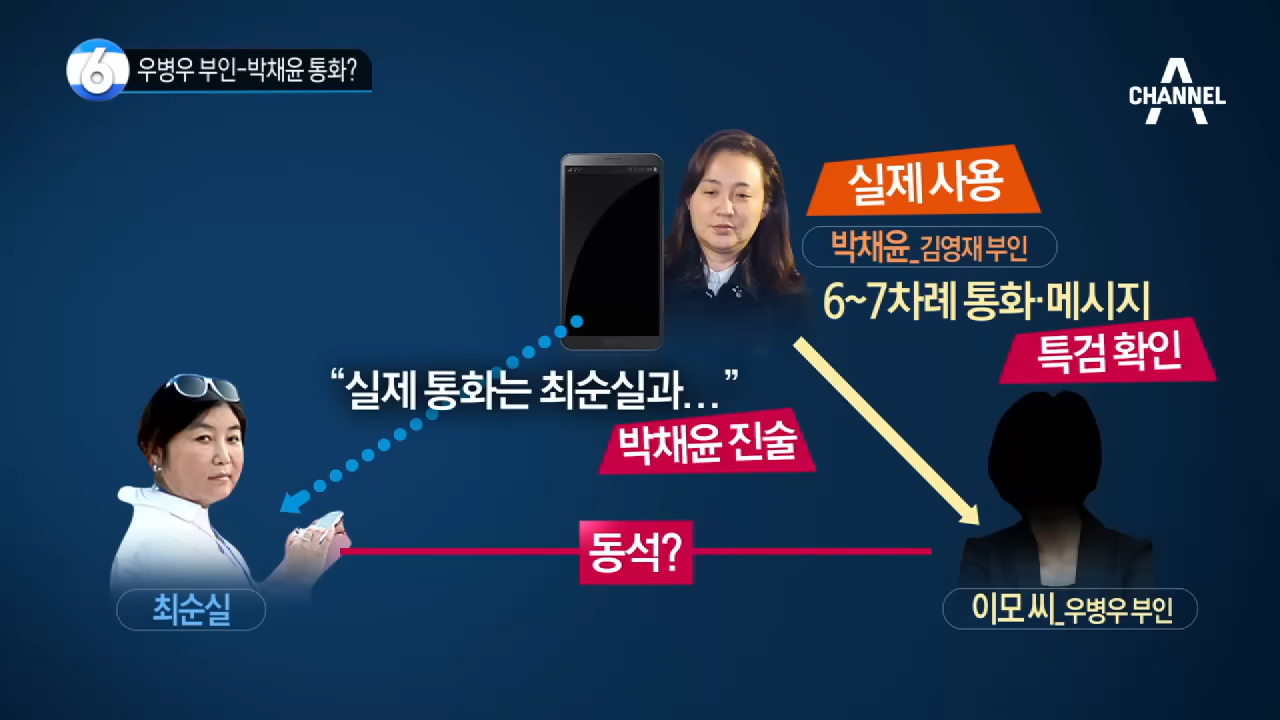 6 우병우 부인-박채윤 통화?
CHANNEL A
실제 사용
박채윤_김영재 부인
6~7차례 통화·메시지
특검 확인
“실제 통화는 최순실과...”
박채윤 진술
동석?
최순실
이모 씨_우병우 부인